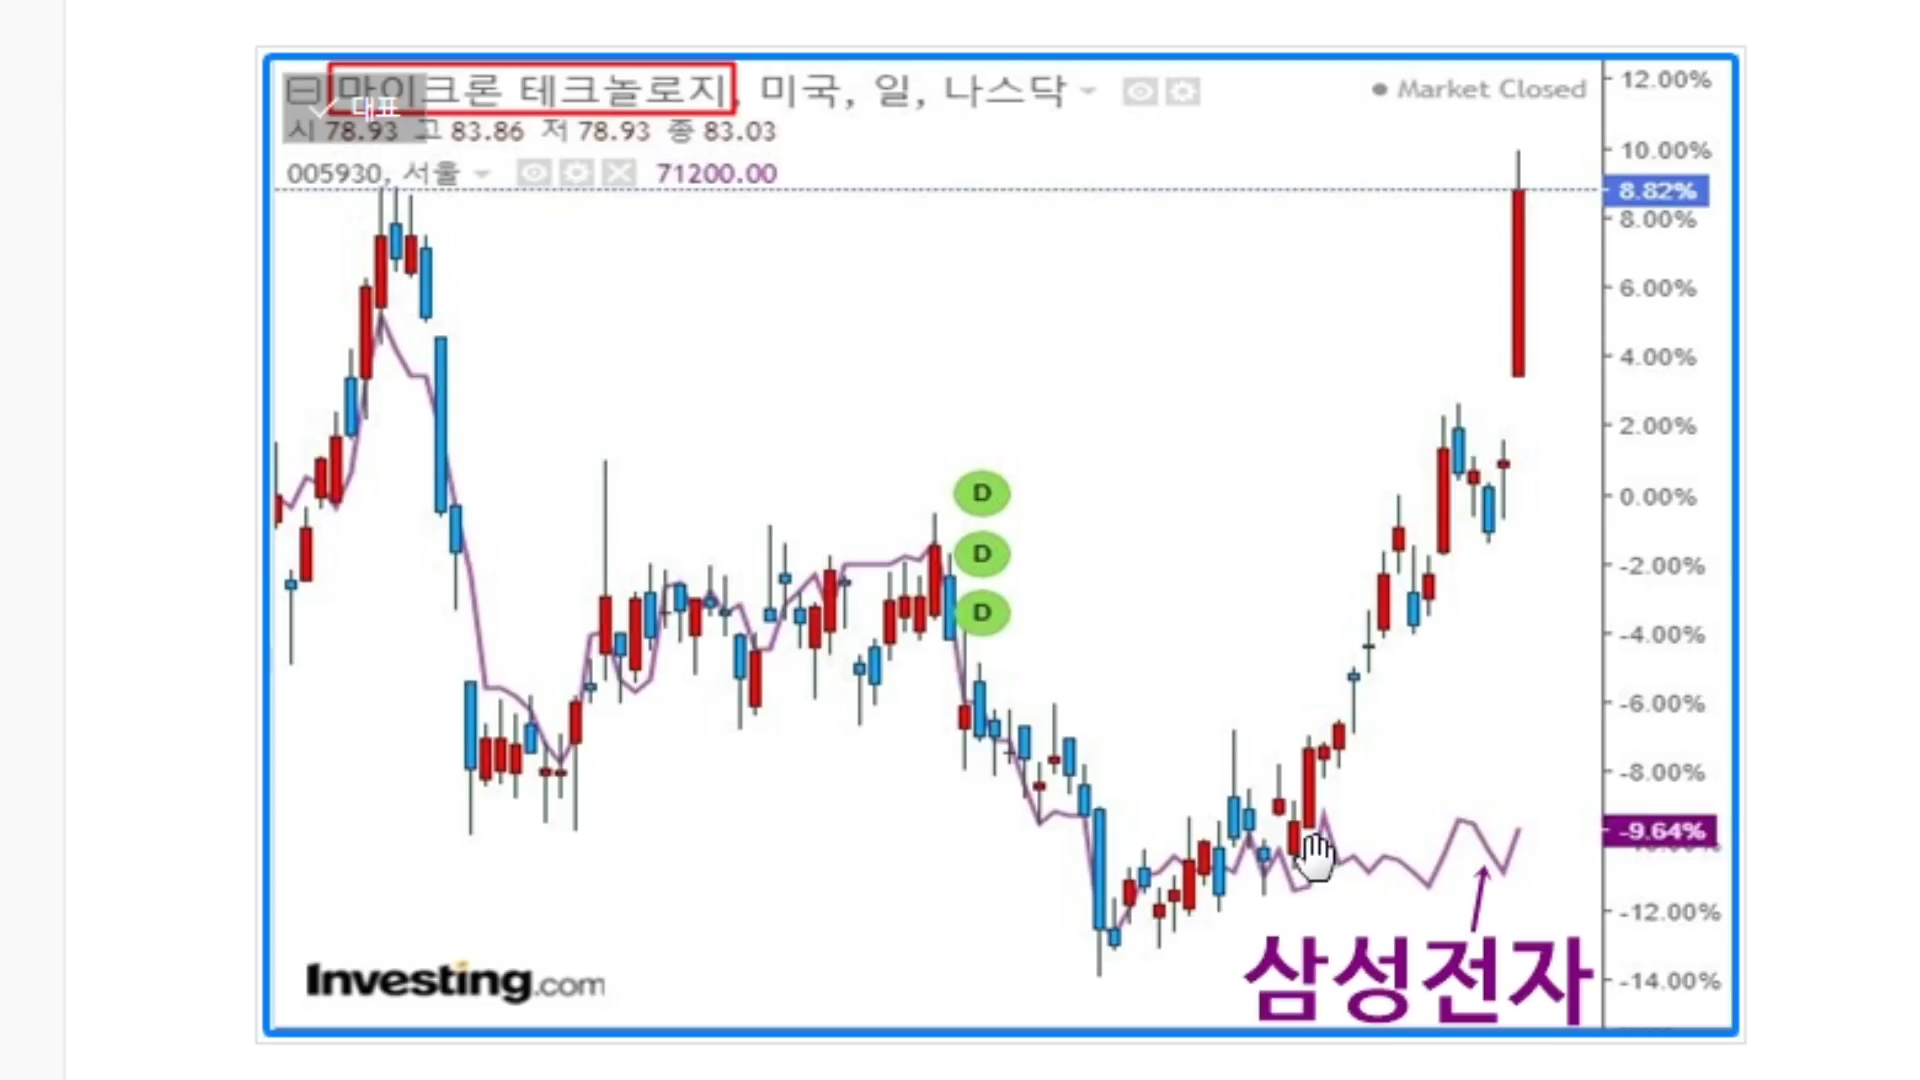 마이크론 테크놀로지, 미국, 일, 나스닥
대표
Market Closed
시 78.93 고 83.86 저 78.93 종 83.03
005930, 서울 71200.00
12.00%
10.00%
8.82%
8.00%
6.00%
4.00%
2.00%
0.00%
-2.00%
-4.00%
-6.00%
-8.00%
-9.64%
-12.00%
-14.00%
D
D
D
삼성전자
Investing.com